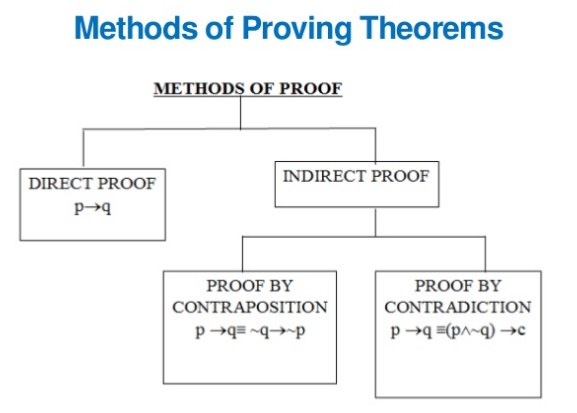 Methods of Proving Theorems
METHODS OF PROOF
DIRECT PROOF
p→q
INDIRECT PROOF
PROOF BY
CONTRAPOSITION
p →q≡ ~q→~p
PROOF BY
CONTRADICTION
p →q ≡(p∧~q) →c